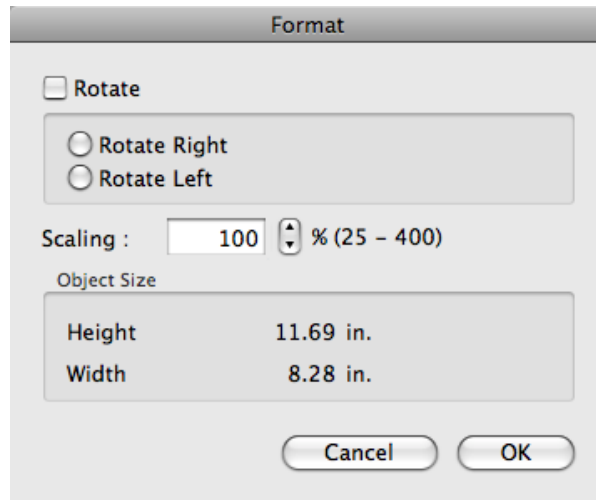 Format
Rotate
Rotate Right
Rotate Left
Scaling : 100 % (25 – 400)
Object Size
Height 11.69 in.
Width 8.28 in.
Cancel OK